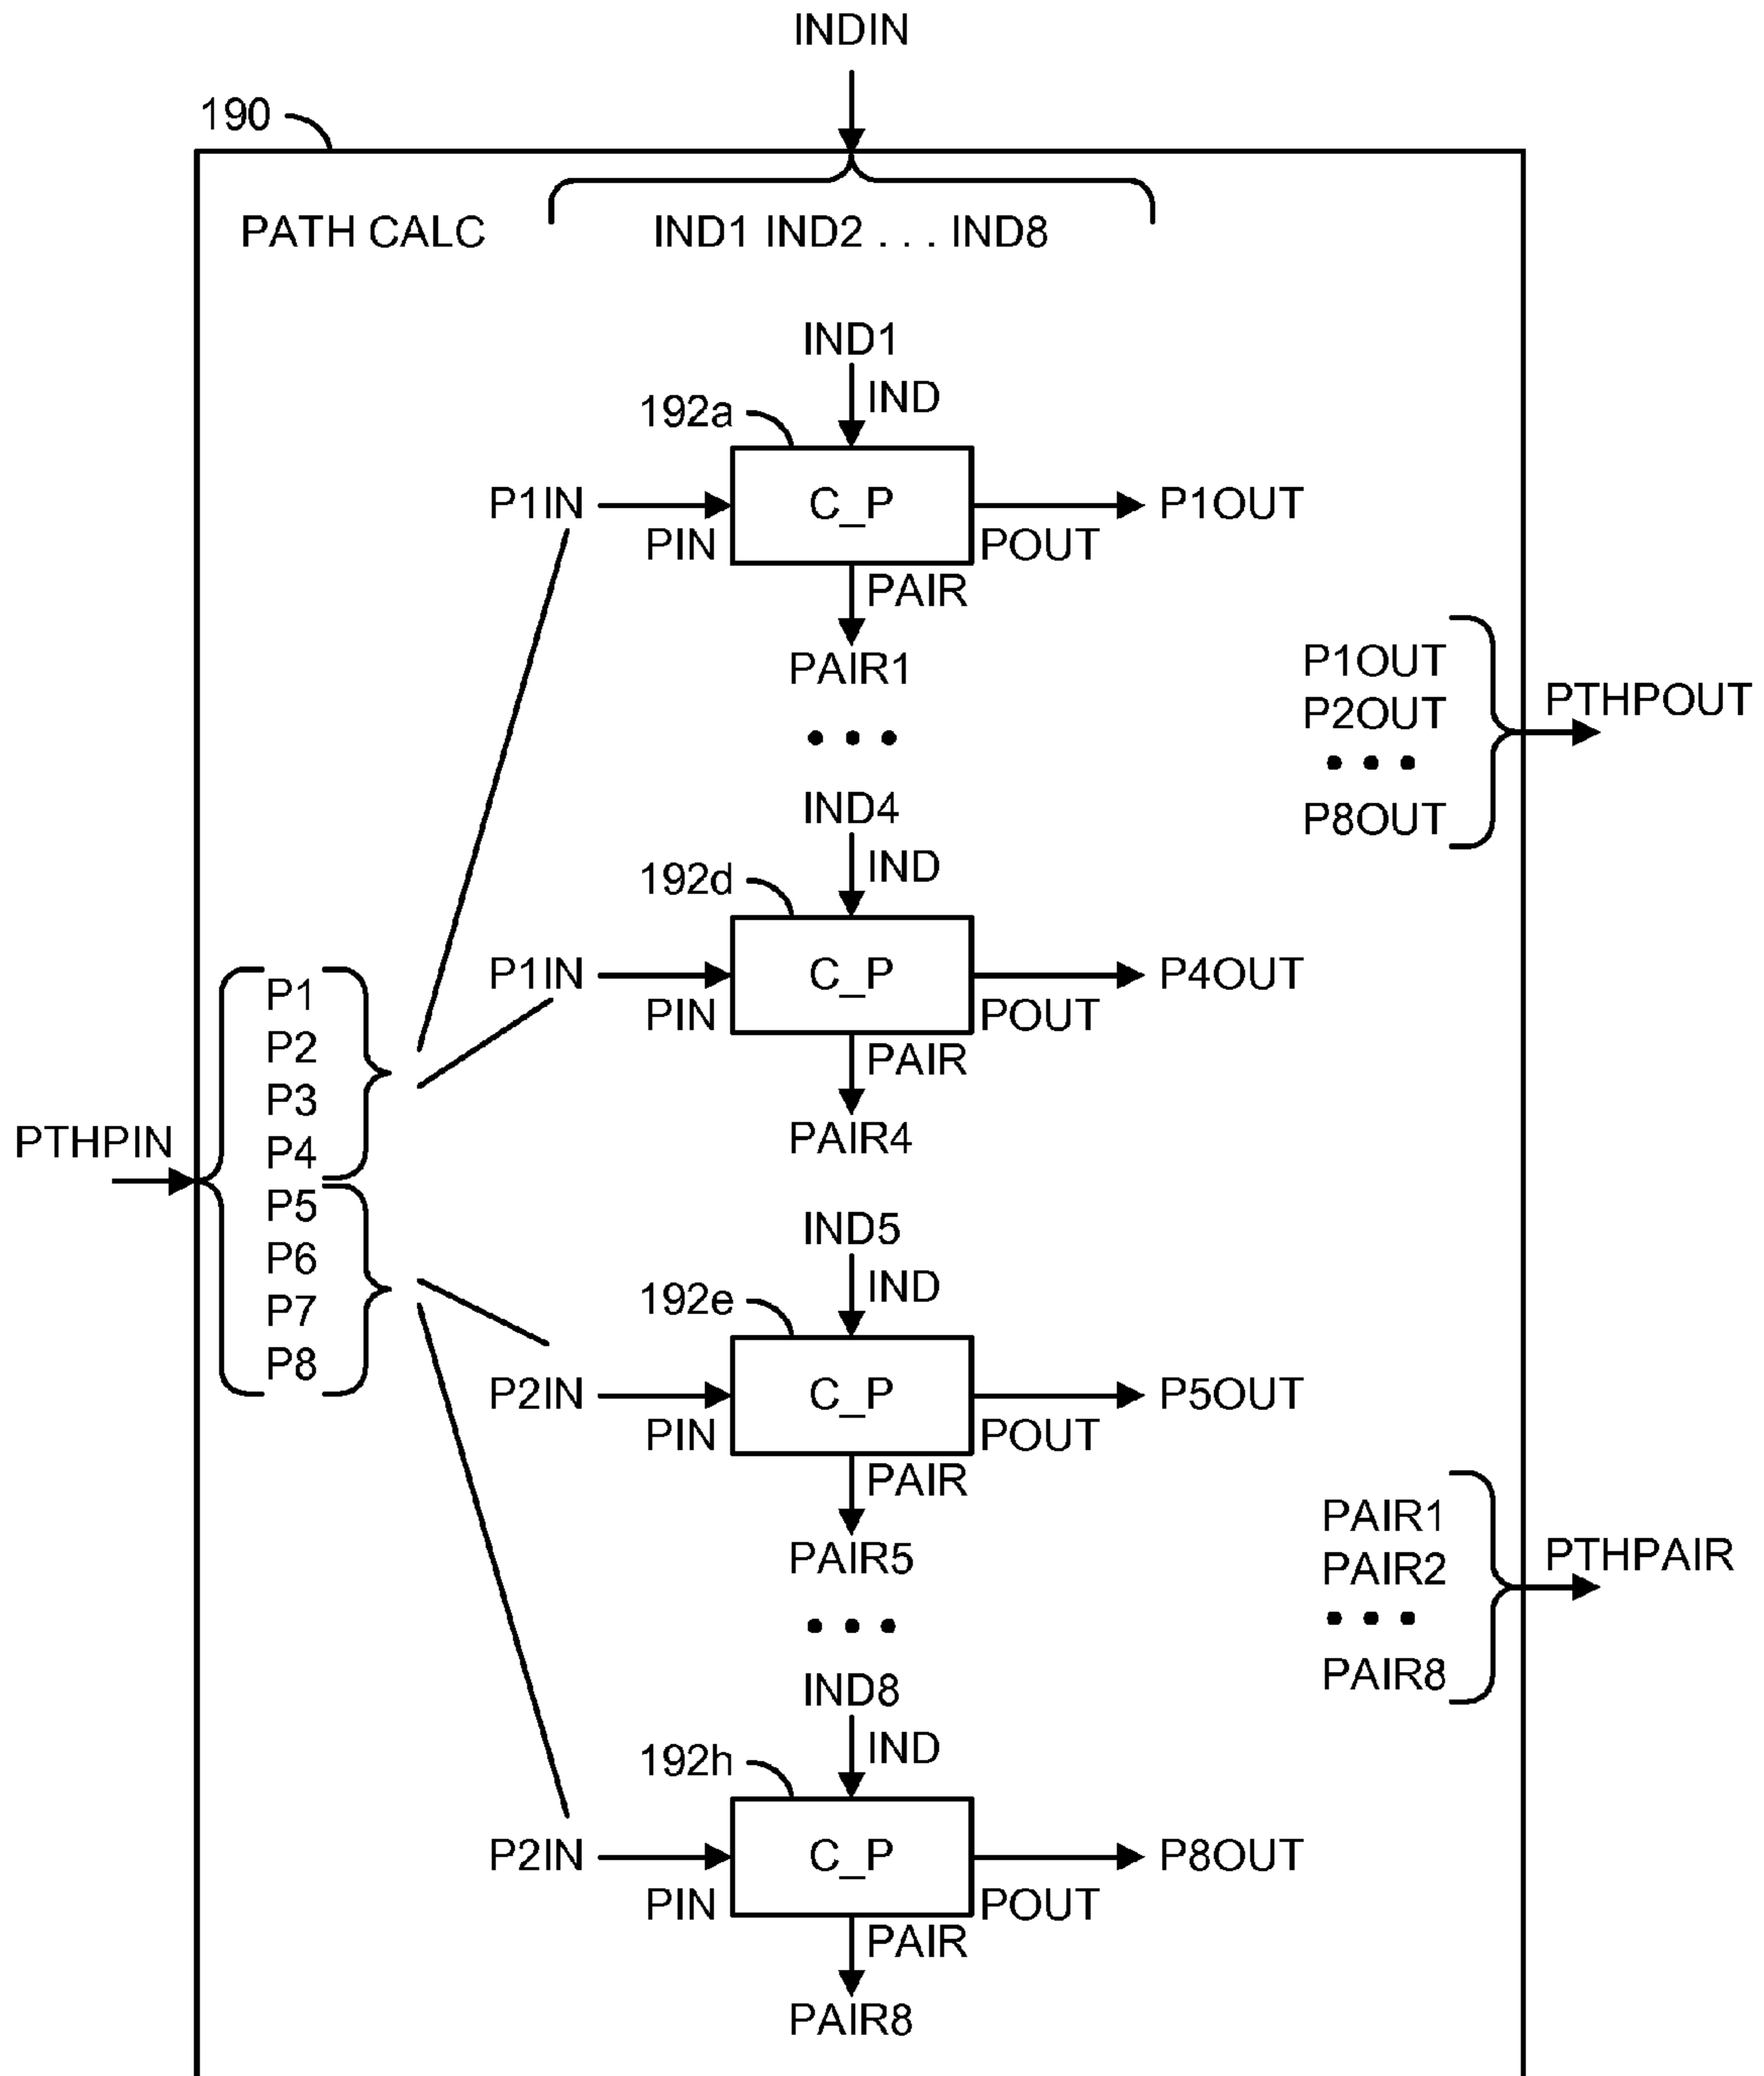 INDIN
190
PATH CALC
IND1 IND2 . . . IND8
IND1
IND
192a
P1IN
C_P
P1OUT
PIN
POUT
PAIR
PAIR1
• • •
P1OUT
P2OUT
• • •
P8OUT
PTHPOUT
IND4
IND
192d
P1IN
C_P
P4OUT
PIN
POUT
PAIR
PAIR4
PTHPIN
P1
P2
P3
P4
P5
P6
P7
P8
IND5
IND
192e
P2IN
C_P
P5OUT
PIN
POUT
PAIR
PAIR5
• • •
PAIR1
PAIR2
• • •
PAIR8
PTHPAIR
IND8
IND
192h
P2IN
C_P
P8OUT
PIN
POUT
PAIR
PAIR8